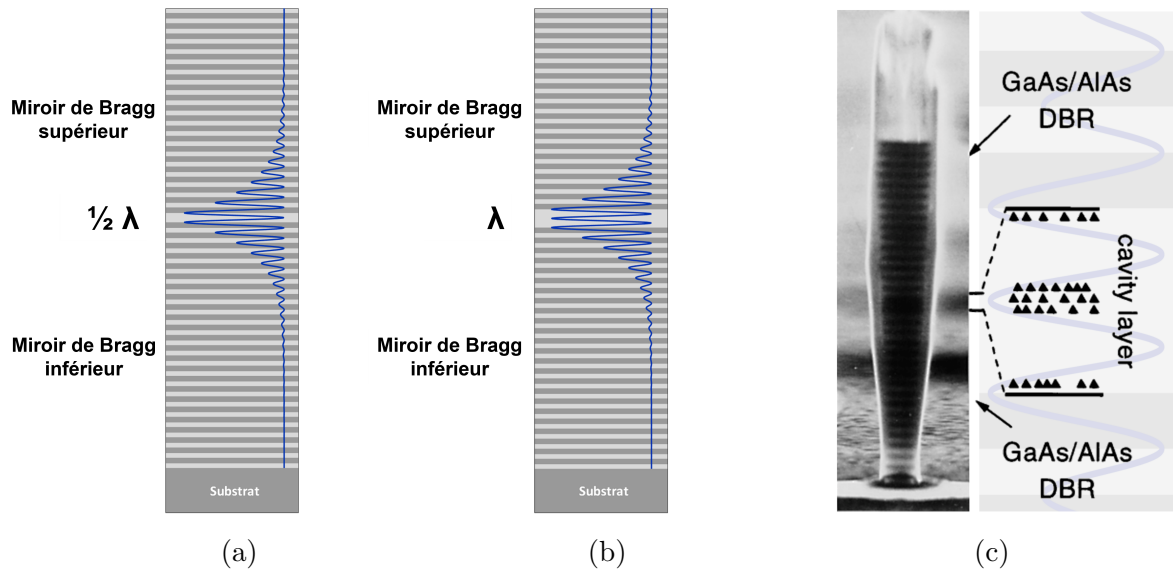 Miroir de Bragg
supérieur
½ λ
Miroir de Bragg
inférieur
Substrat
(a)
Miroir de Bragg
supérieur
λ
Miroir de Bragg
inférieur
Substrat
(b)
GaAs/AlAs
DBR
cavity layer
GaAs/AlAs
DBR
(c)